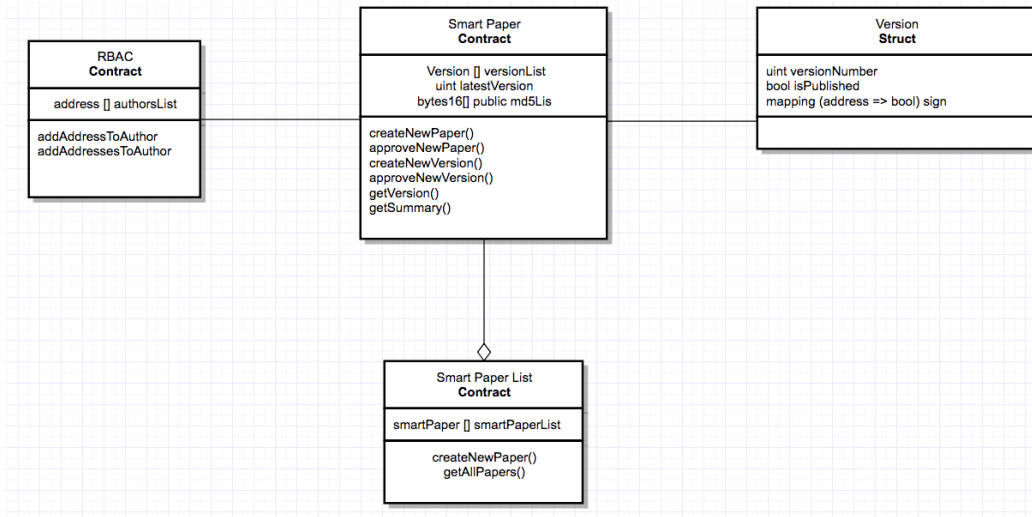 RBAC
Contract
address [] authorsList
addAddressToAuthor
addAddressesToAuthor
Smart Paper
Contract
Version [] versionList
uint latestVersion
bytes16[] public md5Lis
createNewPaper()
approveNewPaper()
createNewVersion()
approveNewVersion()
getVersion()
getSummary()
Version
Struct
uint versionNumber
bool isPublished
mapping (address => bool) sign
Smart Paper List
Contract
smartPaper [] smartPaperList
createNewPaper()
getAllPapers()